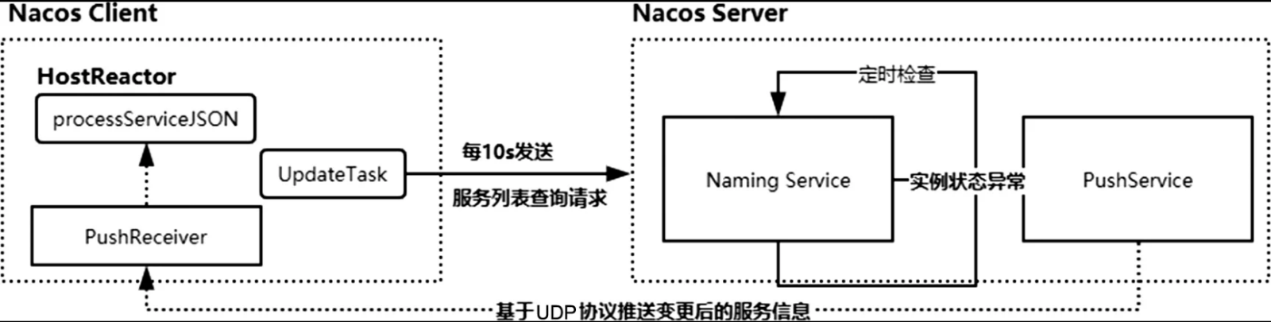 Nacos Client
HostReactor
processServiceJSON
UpdateTask
PushReceiver
每10s发送
服务列表查询请求
Nacos Server
定时检查
Naming Service
实例状态异常
PushService
基于UDP协议推送变更后的服务信息